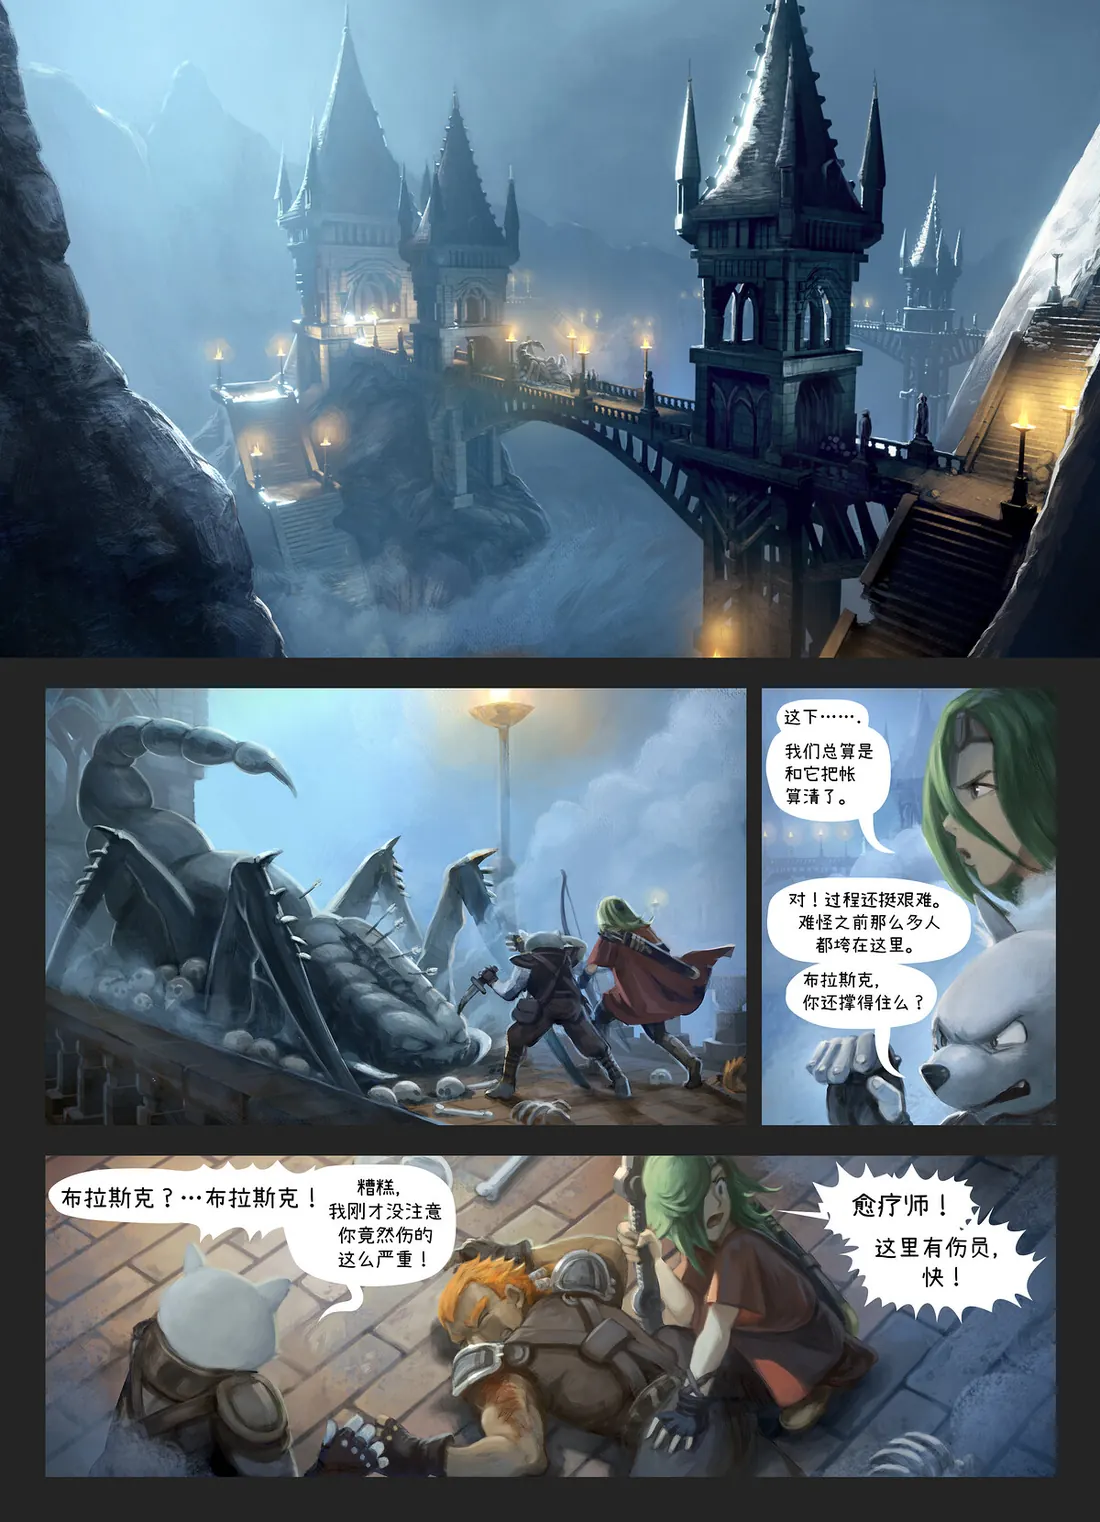 这下…….
我们总算是
和它把帐
算清了。
对！过程还挺艰难。
难怪之前那么多人
都垮在这里。
布拉斯克,
你还撑得住么？
布拉斯克？…布拉斯克！
糟糕,
我刚才没注意
你竟然伤的
这么严重！
愈疗师！
这里有伤员,
快！